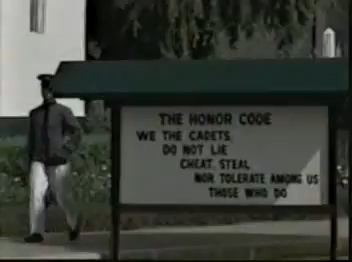 THE HONOR CODE
WE THE CADETS,
DO NOT LIE
CHEAT, STEAL
NOR TOLERATE AMONG US
THOSE WHO DO